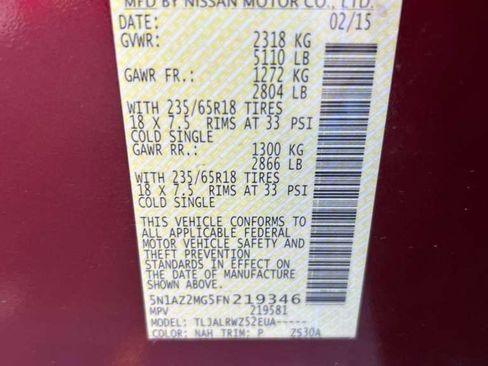 MFD BY NISSAN MOTOR CO., LTD.
DATE: 02/15
GVWR: 2318 KG
5110 LB
GAWR FR.: 1272 KG
2804 LB
WITH 235/65R18 TIRES
18 X 7.5 RIMS AT 33 PSI
COLD SINGLE
GAWR RR.: 1300 KG
2866 LB
WITH 235/65R18 TIRES
18 X 7.5 RIMS AT 33 PSI
COLD SINGLE
THIS VEHICLE CONFORMS TO
ALL APPLICABLE FEDERAL
MOTOR VEHICLE SAFETY AND
THEFT PREVENTION
STANDARDS IN EFFECT ON
THE DATE OF MANUFACTURE
SHOWN ABOVE.
5N1AZ2MG5FN219346
MPV 219581
MODEL: TLJALRWZ52EUA-----
COLOR: NAH TRIM: P Z530A